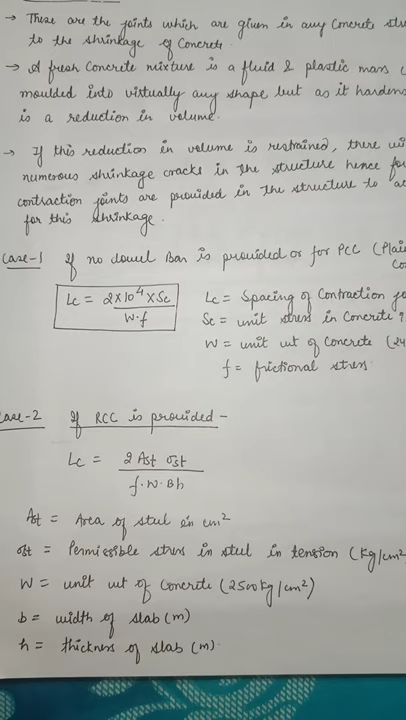 → These are the joints which are given in any Concrete
to the shrinkage of Concrete.
→ A fresh Concrete mixture is a fluid & plastic mass
moulded into virtually any shape but as it hardens
is a reduction in volume.
→ If this reduction in volume is restrained, there
numerous shrinkage cracks in the structure hence
contraction joints are provided in the structure to
for this shrinkage.
Case-1 If no dowel Bar is provided or for PCC (Plain
Lc = 2×10⁴×Sc / W.f
Lc = Spacing of Contraction
Sc = unit stress in Concrete
W = unit wt of Concrete (24
f = frictional stress.
Case-2 If RCC is provided –
Lc = 2 Ast σst / f.W.Bh
Ast = Area of steel in cm²
σst = Permissible stress in steel in tension (kg/cm²
W = unit wt of Concrete (2500kg/cm²)
b = width of slab (m)
h = thickness of slab (m)